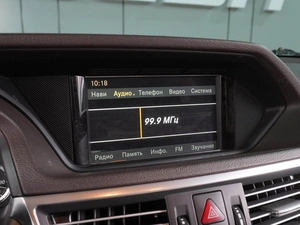 10:18
Нави Аудио Телефон Видео Система
99.9 МГц
Радио Память Инфо. FM Звучание